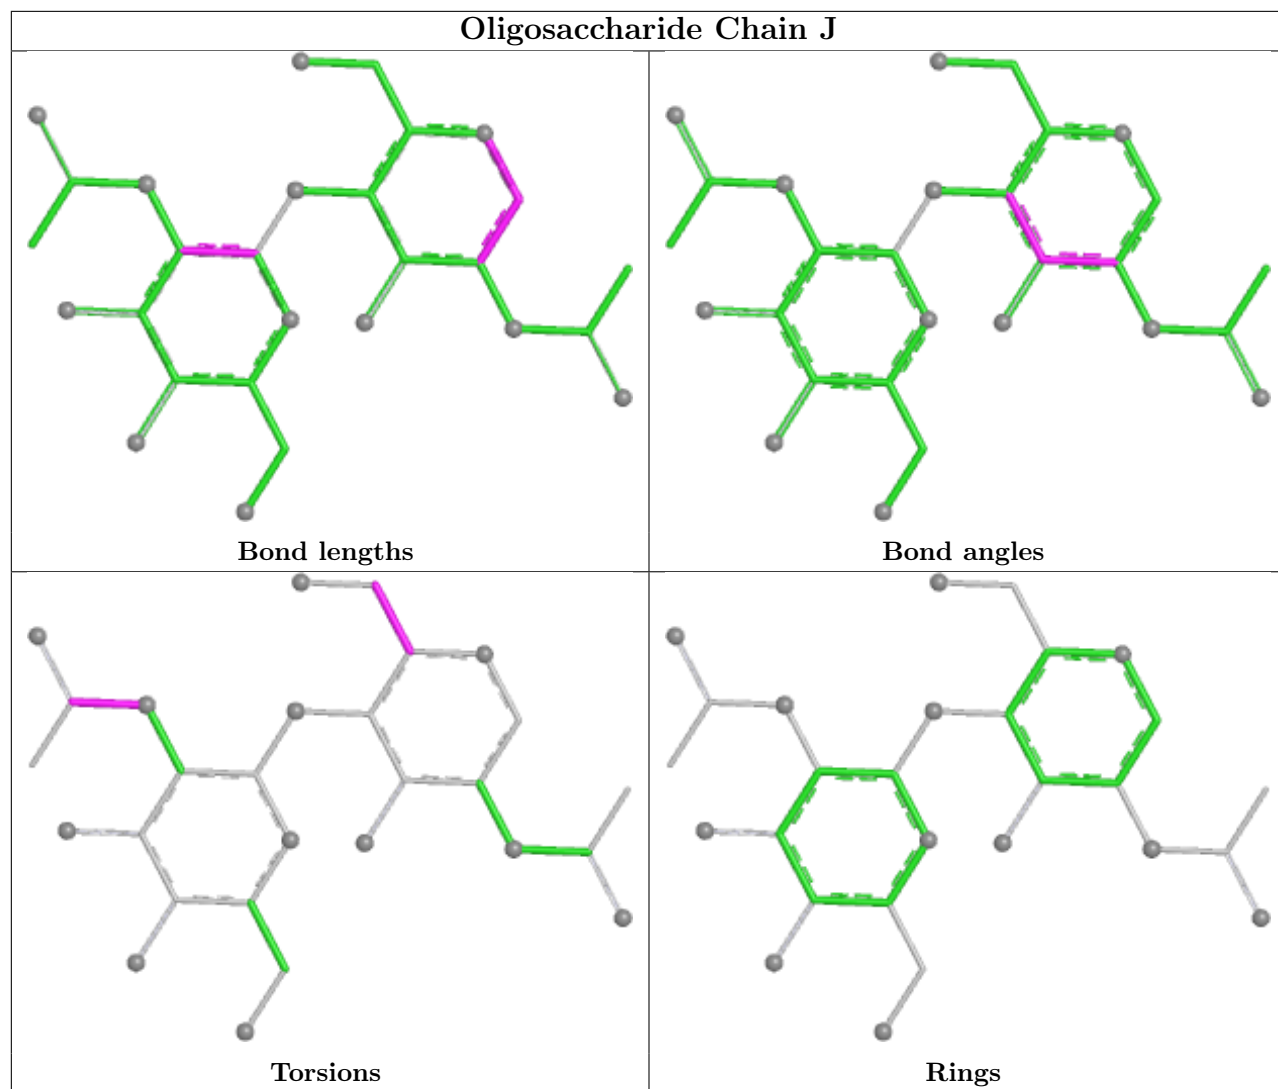 Oligosaccharide Chain J
Bond lengths
Bond angles
Torsions
Rings